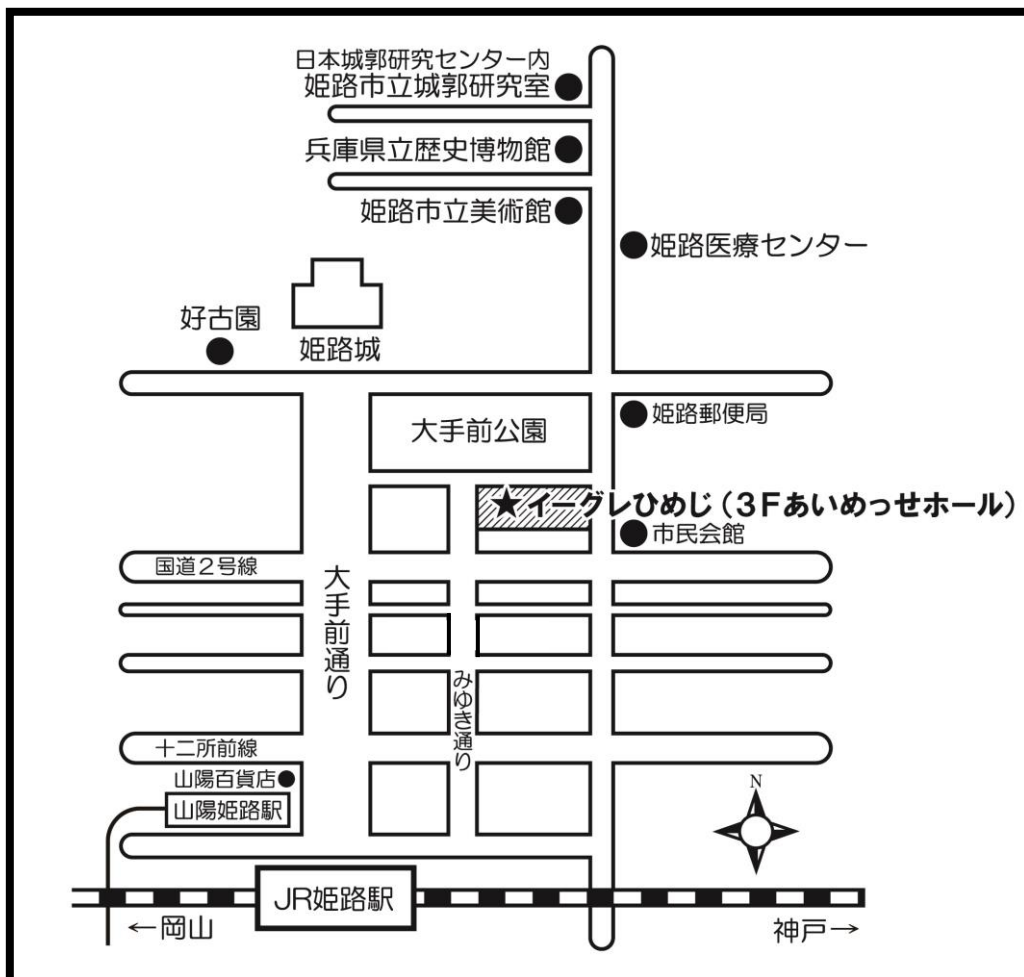 日本城郭研究センター内
姫路市立城郭研究室
兵庫県立歴史博物館
姫路市立美術館
姫路医療センター
好古園
姫路城
大手前公園
姫路郵便局
★イーグレひめじ（３Ｆあいめっせホール）
市民会館
国道２号線
大手前通り
みゆき通り
十二所前線
山陽百貨店
山陽姫路駅
N
JR姫路駅
←岡山
神戸→